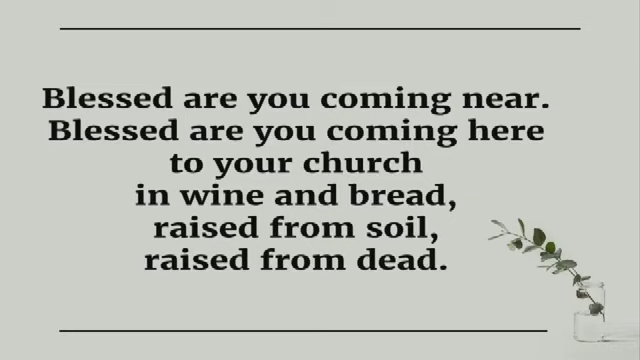 Blessed are you coming near.
Blessed are you coming here
to your church
in wine and bread,
raised from soil,
raised from dead.